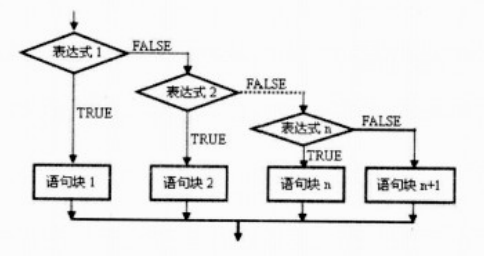 表达式 1
FALSE
表达式 2
FALSE
TRUE
表达式 n
FALSE
TRUE
TRUE
语句块 1
语句块 2
语句块 n
语句块 n+1